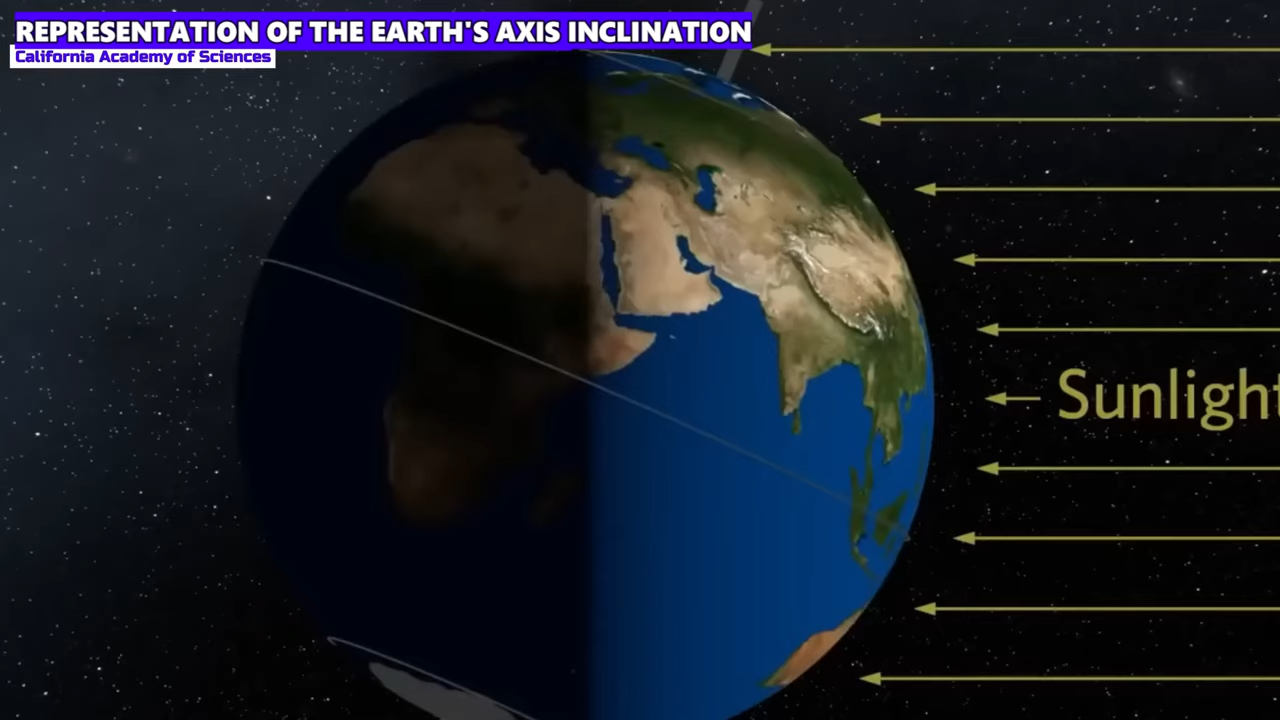 REPRESENTATION OF THE EARTH'S AXIS INCLINATION
California Academy of Sciences
Sunlight